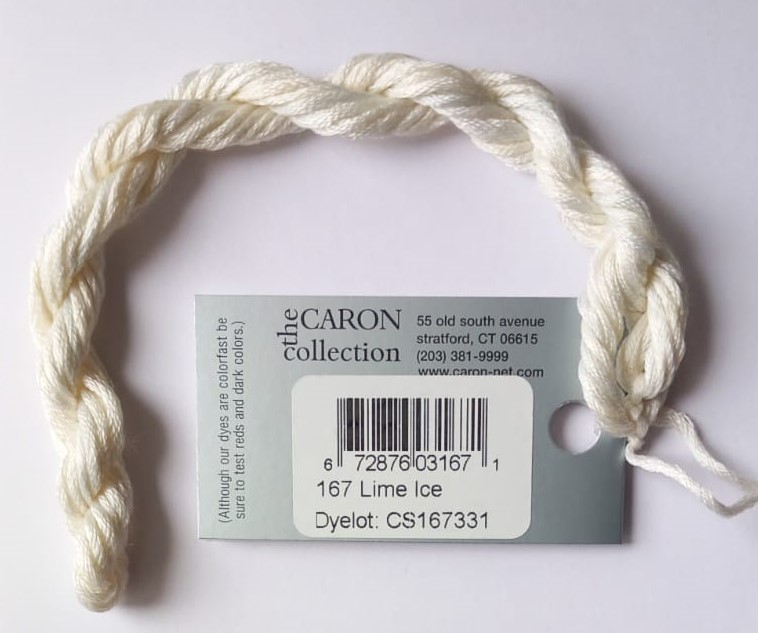 (Although our dyes are colorfast be
sure to test reds and dark colors.)
the CARON
collection
55 old south avenue
stratford, CT 06615
(203) 381-9999
www.caron-net.com
6 72876 03167 1
167 Lime Ice
Dyelot: CS167331